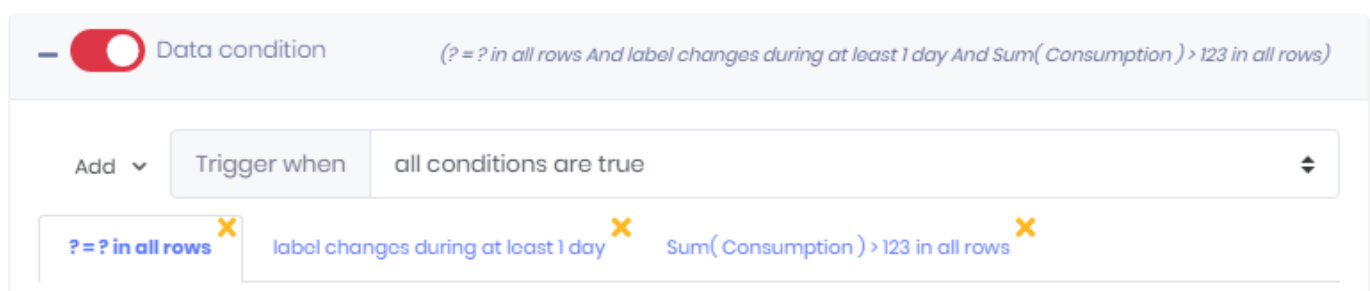 Data condition (? = ? in all rows And label changes during at least 1 day And Sum( Consumption ) > 123 in all rows)
Add Trigger when all conditions are true
? = ? in all rows label changes during at least 1 day Sum( Consumption ) > 123 in all rows